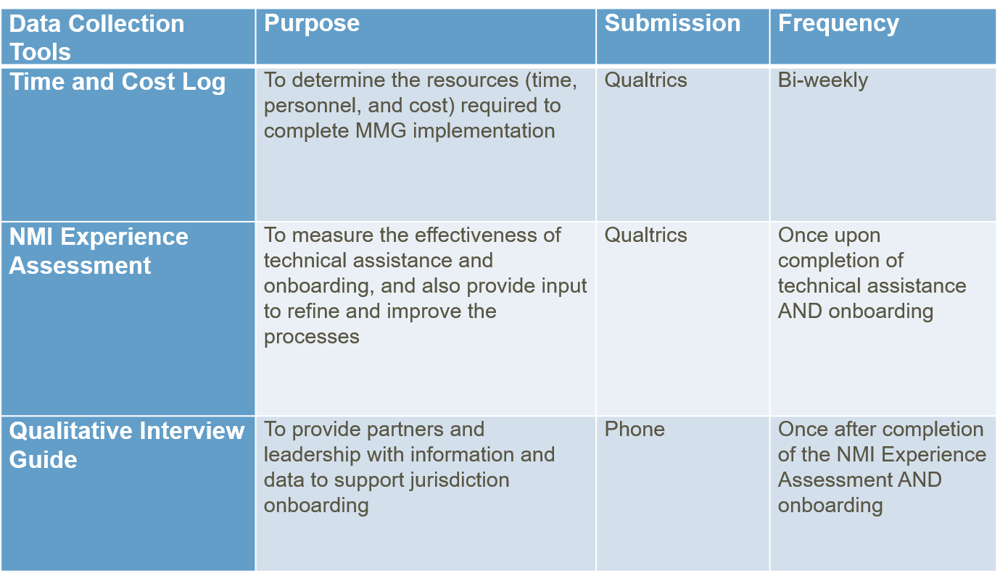 Data Collection
Tools
Purpose
Submission
Frequency
Time and Cost Log
To determine the resources (time,
personnel, and cost) required to
complete MMG implementation
Qualtrics
Bi-weekly
NMI Experience
Assessment
To measure the effectiveness of
technical assistance and
onboarding, and also provide input
to refine and improve the
processes
Qualtrics
Once upon
completion of
technical assistance
AND onboarding
Qualitative Interview
Guide
To provide partners and
leadership with information and
data to support jurisdiction
onboarding
Phone
Once after completion
of the NMI Experience
Assessment AND
onboarding